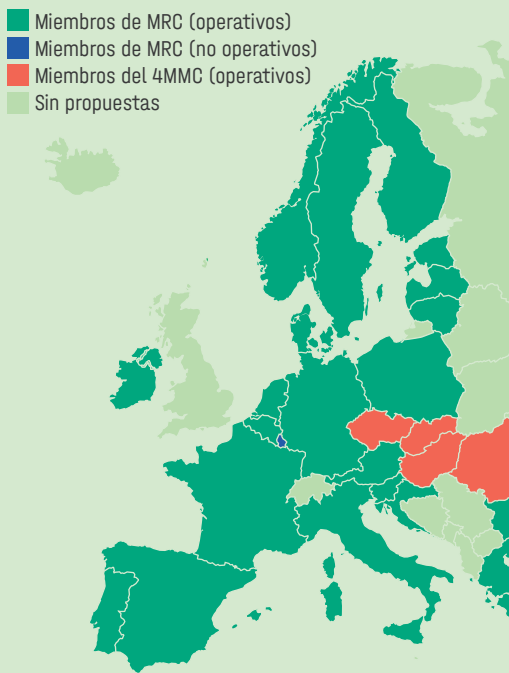 Miembros de MRC (operativos)
Miembros de MRC (no operativos)
Miembros del 4MMC (operativos)
Sin propuestas